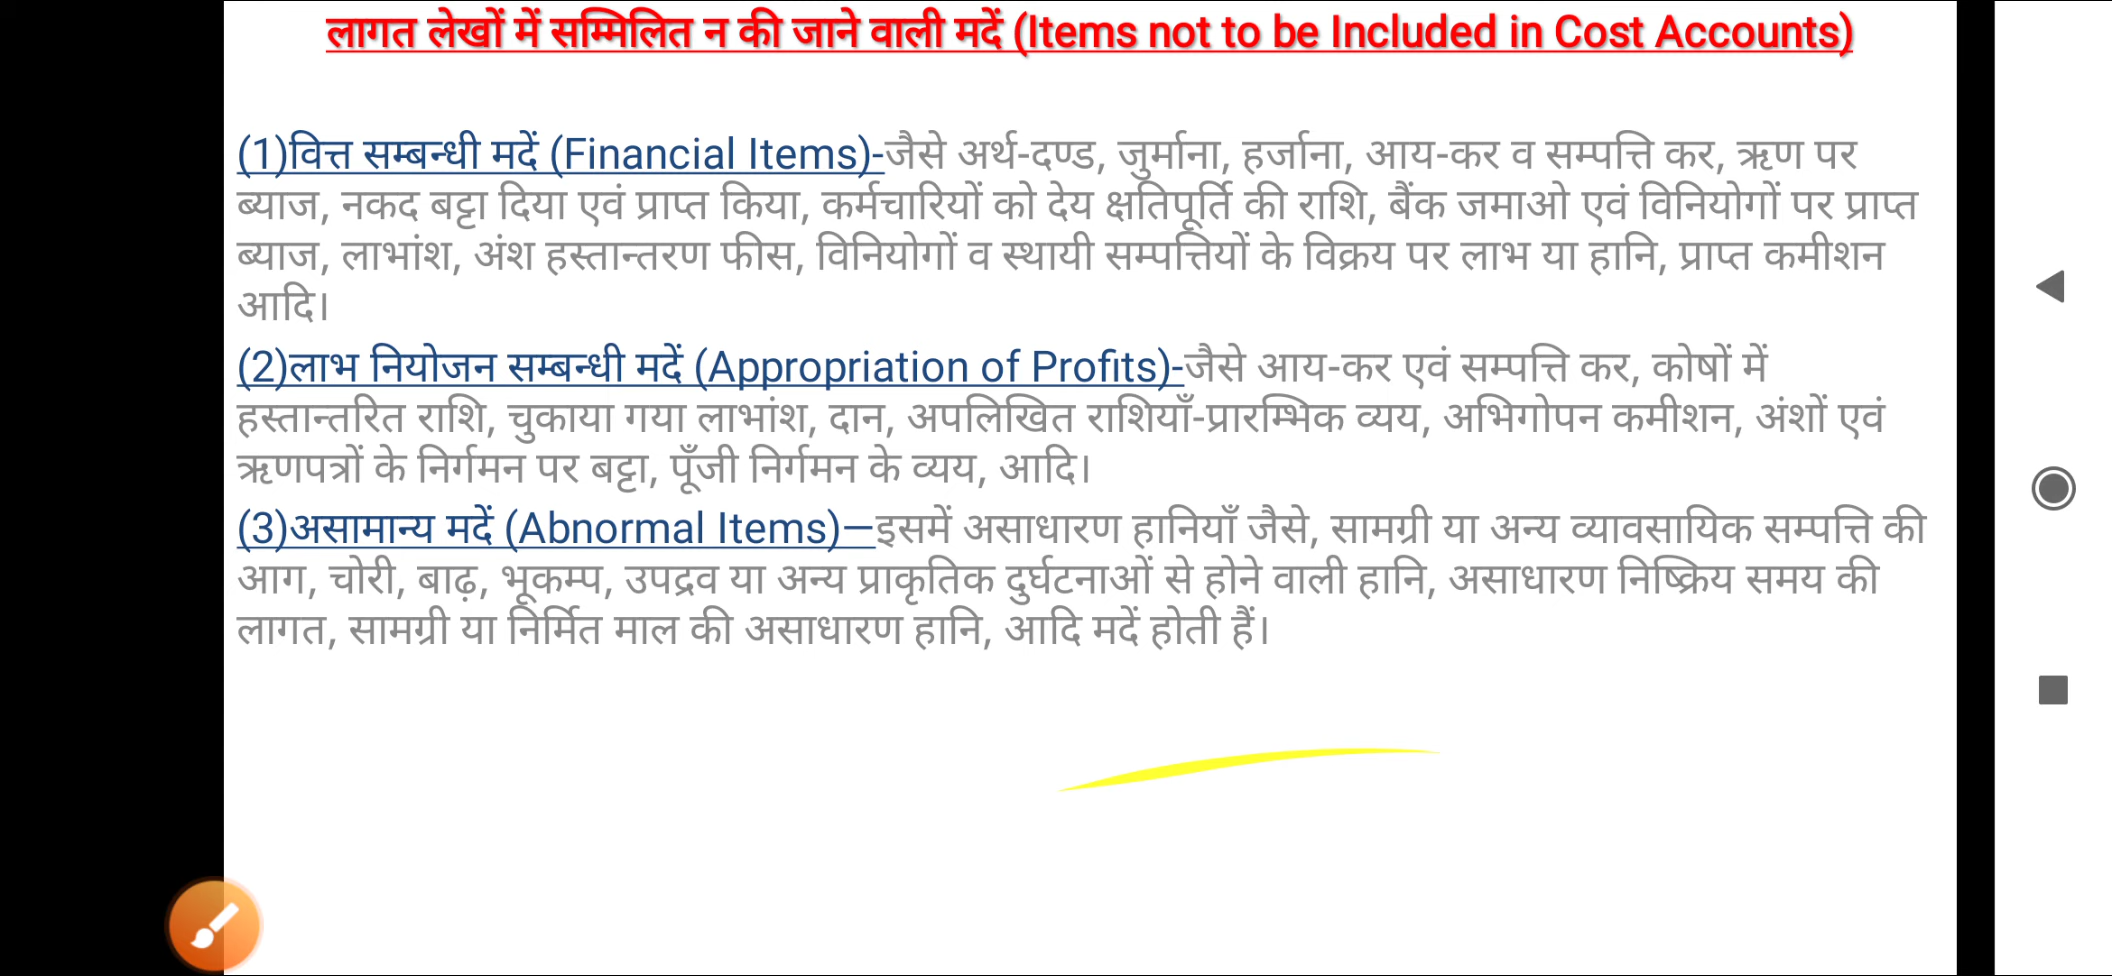 लागत लेखों में सम्मिलित न की जाने वाली मदें (Items not to be Included in Cost Accounts)
(1)वित्त सम्बन्धी मदें (Financial Items)-जैसे अर्थ-दण्ड, जुर्माना, हर्जाना, आय-कर व सम्पत्ति कर, ऋण पर
ब्याज, नकद बट्टा दिया एवं प्राप्त किया, कर्मचारियों को देय क्षतिपूर्ति की राशि, बैंक जमाओ एवं विनियोगों पर प्राप्त
ब्याज, लाभांश, अंश हस्तान्तरण फीस, विनियोगों व स्थायी सम्पत्तियों के विक्रय पर लाभ या हानि, प्राप्त कमीशन
आदि।
(2)लाभ नियोजन सम्बन्धी मदें (Appropriation of Profits)-जैसे आय-कर एवं सम्पत्ति कर, कोषों में
हस्तान्तरित राशि, चुकाया गया लाभांश, दान, अपलिखित राशियाँ-प्रारम्भिक व्यय, अभिगोपन कमीशन, अंशों एवं
ऋणपत्रों के निर्गमन पर बट्टा, पूँजी निर्गमन के व्यय, आदि।
(3)असामान्य मदें (Abnormal Items)—इसमें असाधारण हानियाँ जैसे, सामग्री या अन्य व्यावसायिक सम्पत्ति की
आग, चोरी, बाढ़, भूकम्प, उपद्रव या अन्य प्राकृतिक दुर्घटनाओं से होने वाली हानि, असाधारण निष्क्रिय समय की
लागत, सामग्री या निर्मित माल की असाधारण हानि, आदि मदें होती हैं।